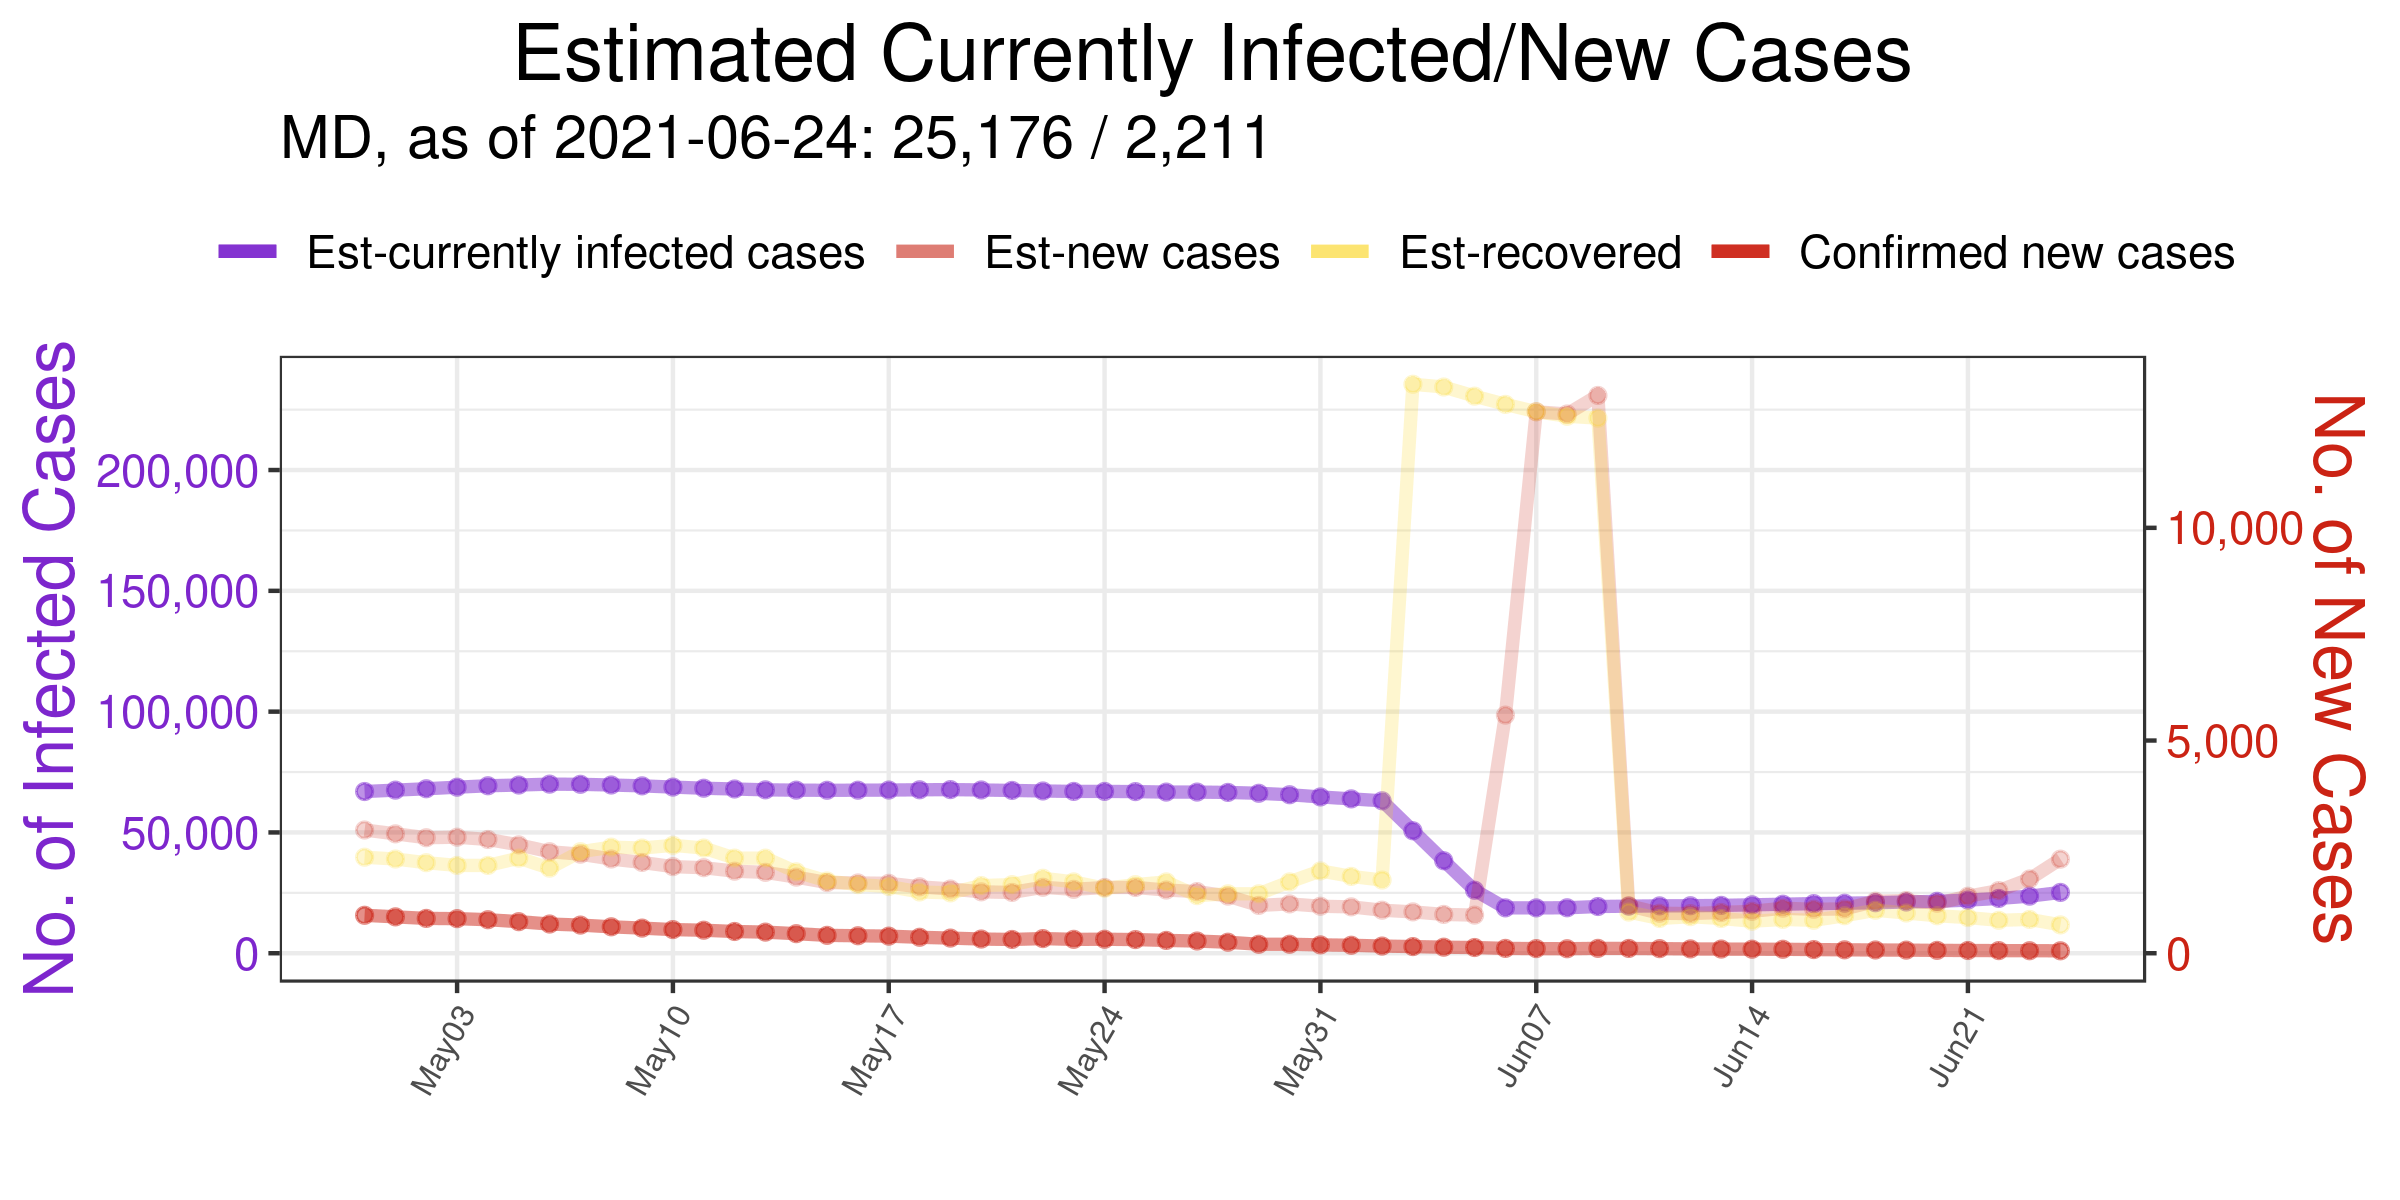 Estimated Currently Infected/New Cases
MD, as of 2021-06-24: 25,176 / 2,211
Est-currently infected cases Est-new cases Est-recovered Confirmed new cases
No. of Infected Cases
200,000
150,000
100,000
50,000
0
10,000
5,000
0
No. of New Cases
May03 May10 May17 May24 May31 Jun07 Jun14 Jun21